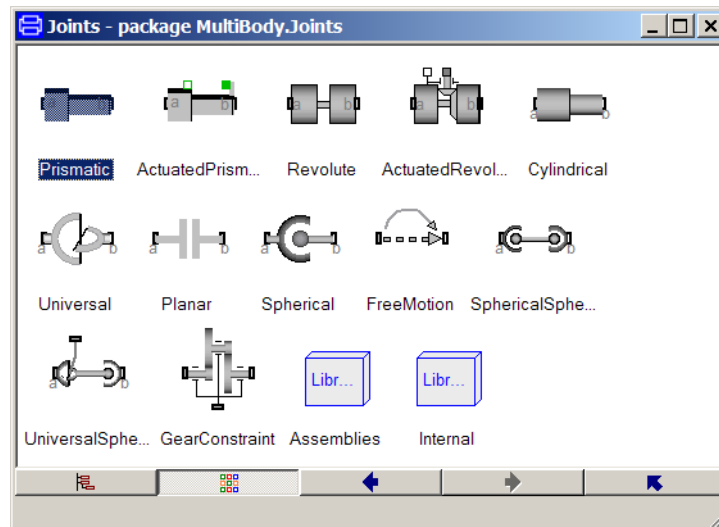 Joints - package MultiBody.Joints
a b a b a b a b a b
Prismatic ActuatedPrism... Revolute ActuatedRevol... Cylindrical
a b a b a b a b
Universal Planar Spherical FreeMotion SphericalSphe...
a b Libr... Libr...
UniversalSphe... GearConstraint Assemblies Internal